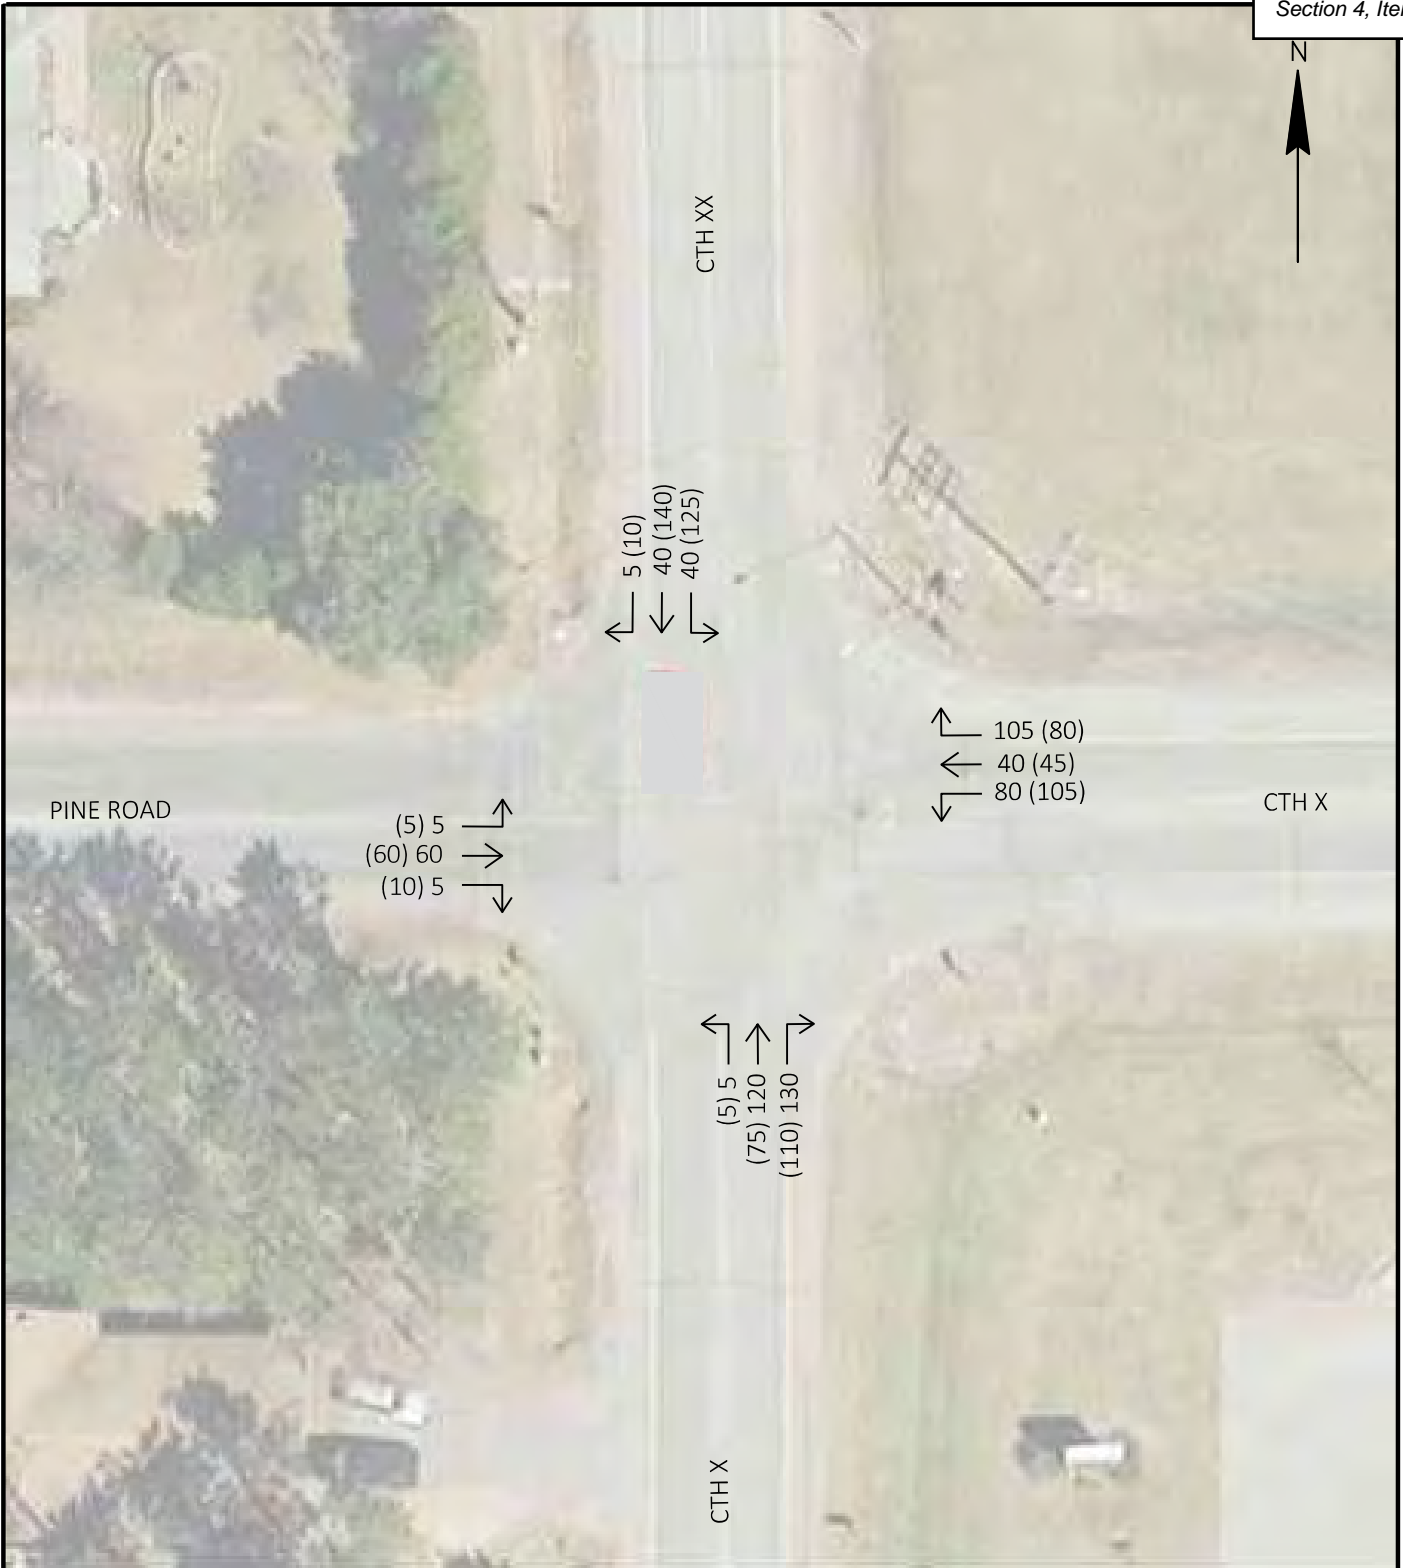 Section 4, Ite
N
CTH XX
5 (10)
40 (140)
40 (125)
105 (80)
40 (45)
80 (105)
PINE ROAD
CTH X
(5) 5
(60) 60
(10) 5
(5) 5
(75) 120
(110) 130
CTH X